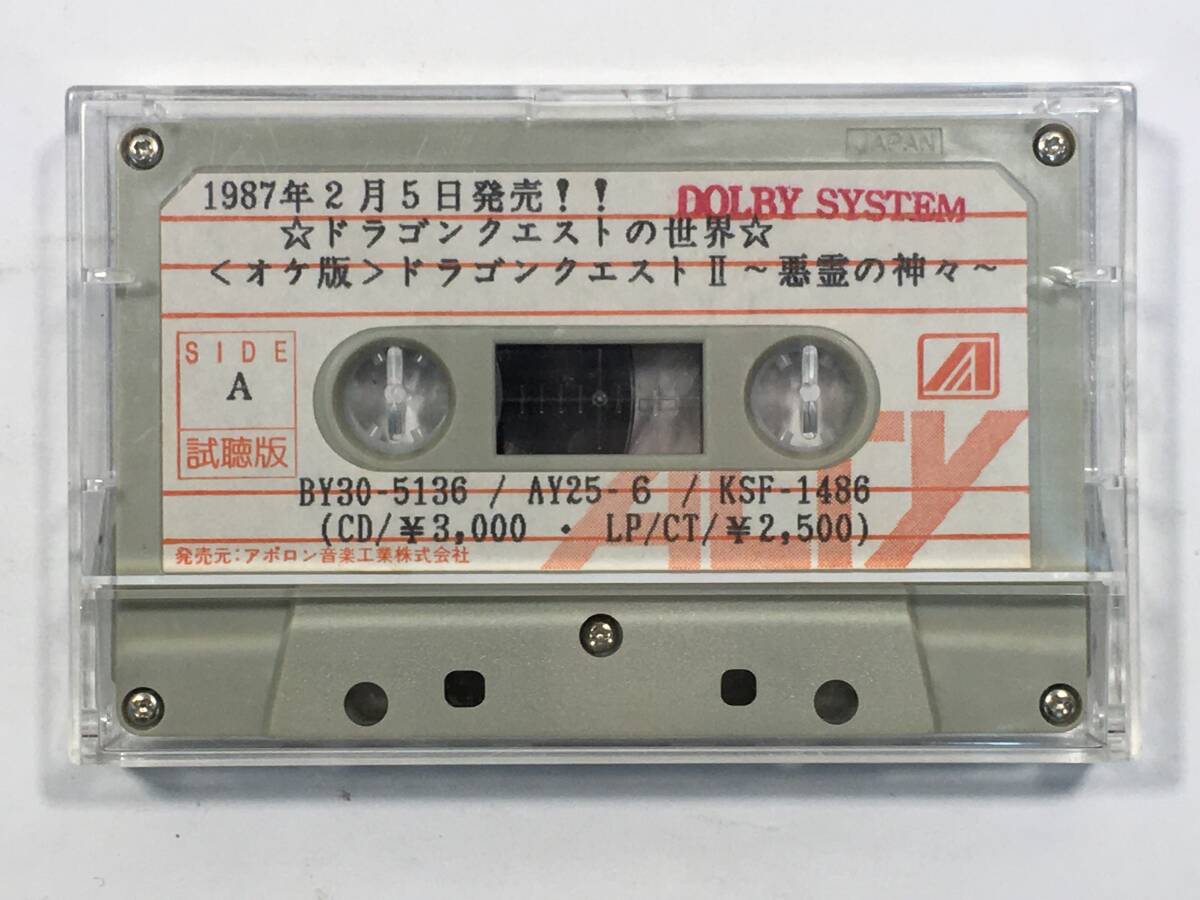 JAPAN
1987年2月5日発売!!
DOLBY SYSTEM
☆ドラゴンクエストの世界☆
<オケ版>ドラゴンクエストⅡ~悪霊の神々~
SIDE
A
試聴版
BY30-5136 / AY25-6 / KSF-1486
(CD/¥3,000 ・ LP/CT/¥2,500)
発売元:アポロン音楽工業株式会社